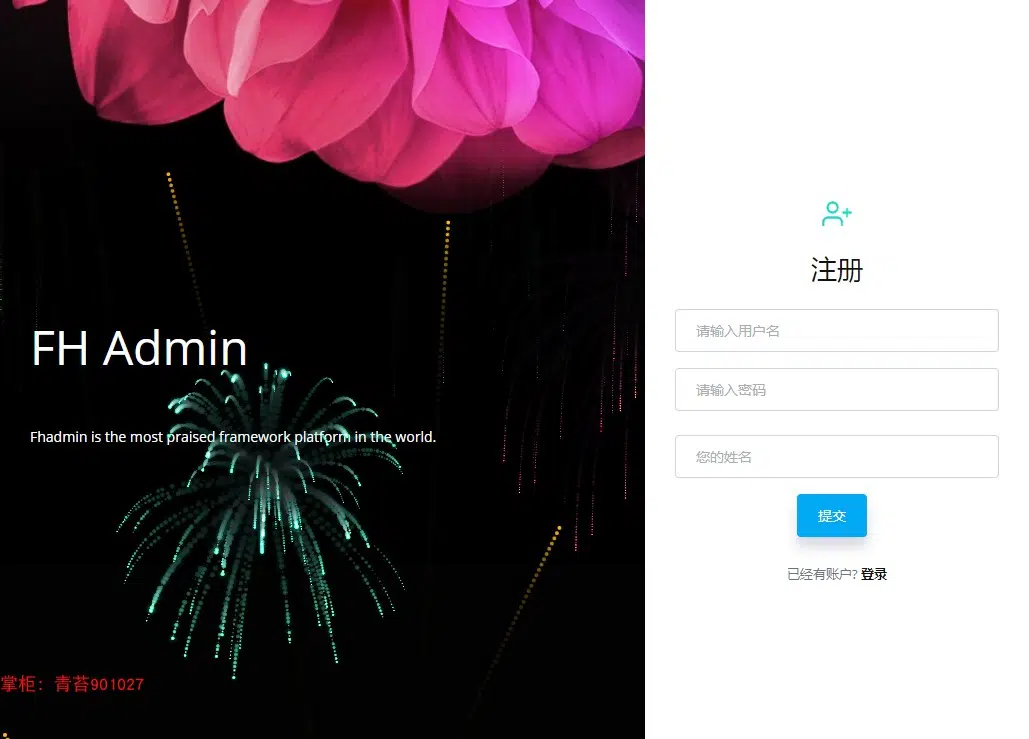 FH Admin
Fhadmin is the most praised framework platform in the world.
掌柜：青苔901027
注册
请输入用户名
请输入密码
您的姓名
提交
已经有账户? 登录